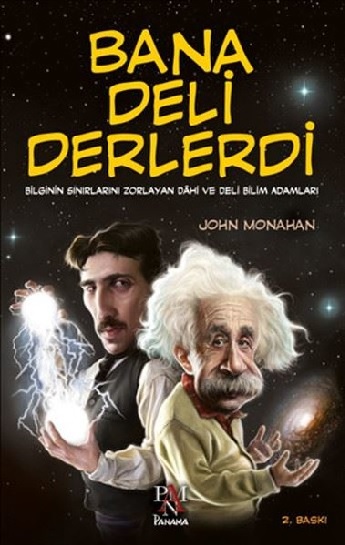 BANA
DELİ
DERLERDİ
BİLGİNİN SINIRLARINI ZORLAYAN DÂHİ VE DELİ BİLİM ADAMLARI
JOHN MONAHAN
PMN
PANAMA
2. BASKI